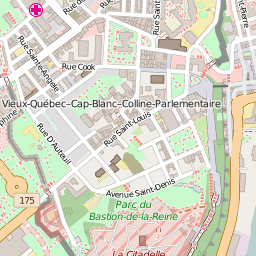 Rue Sainte-Angèle
Rue Cook
Vieux-Québec–Cap-Blanc–Colline-Parlementaire
Rue Saint-Louis
Rue D'Auteuil
175
Avenue Saint-Denis
Parc du
Bastion-de-la-Reine
La Citadelle